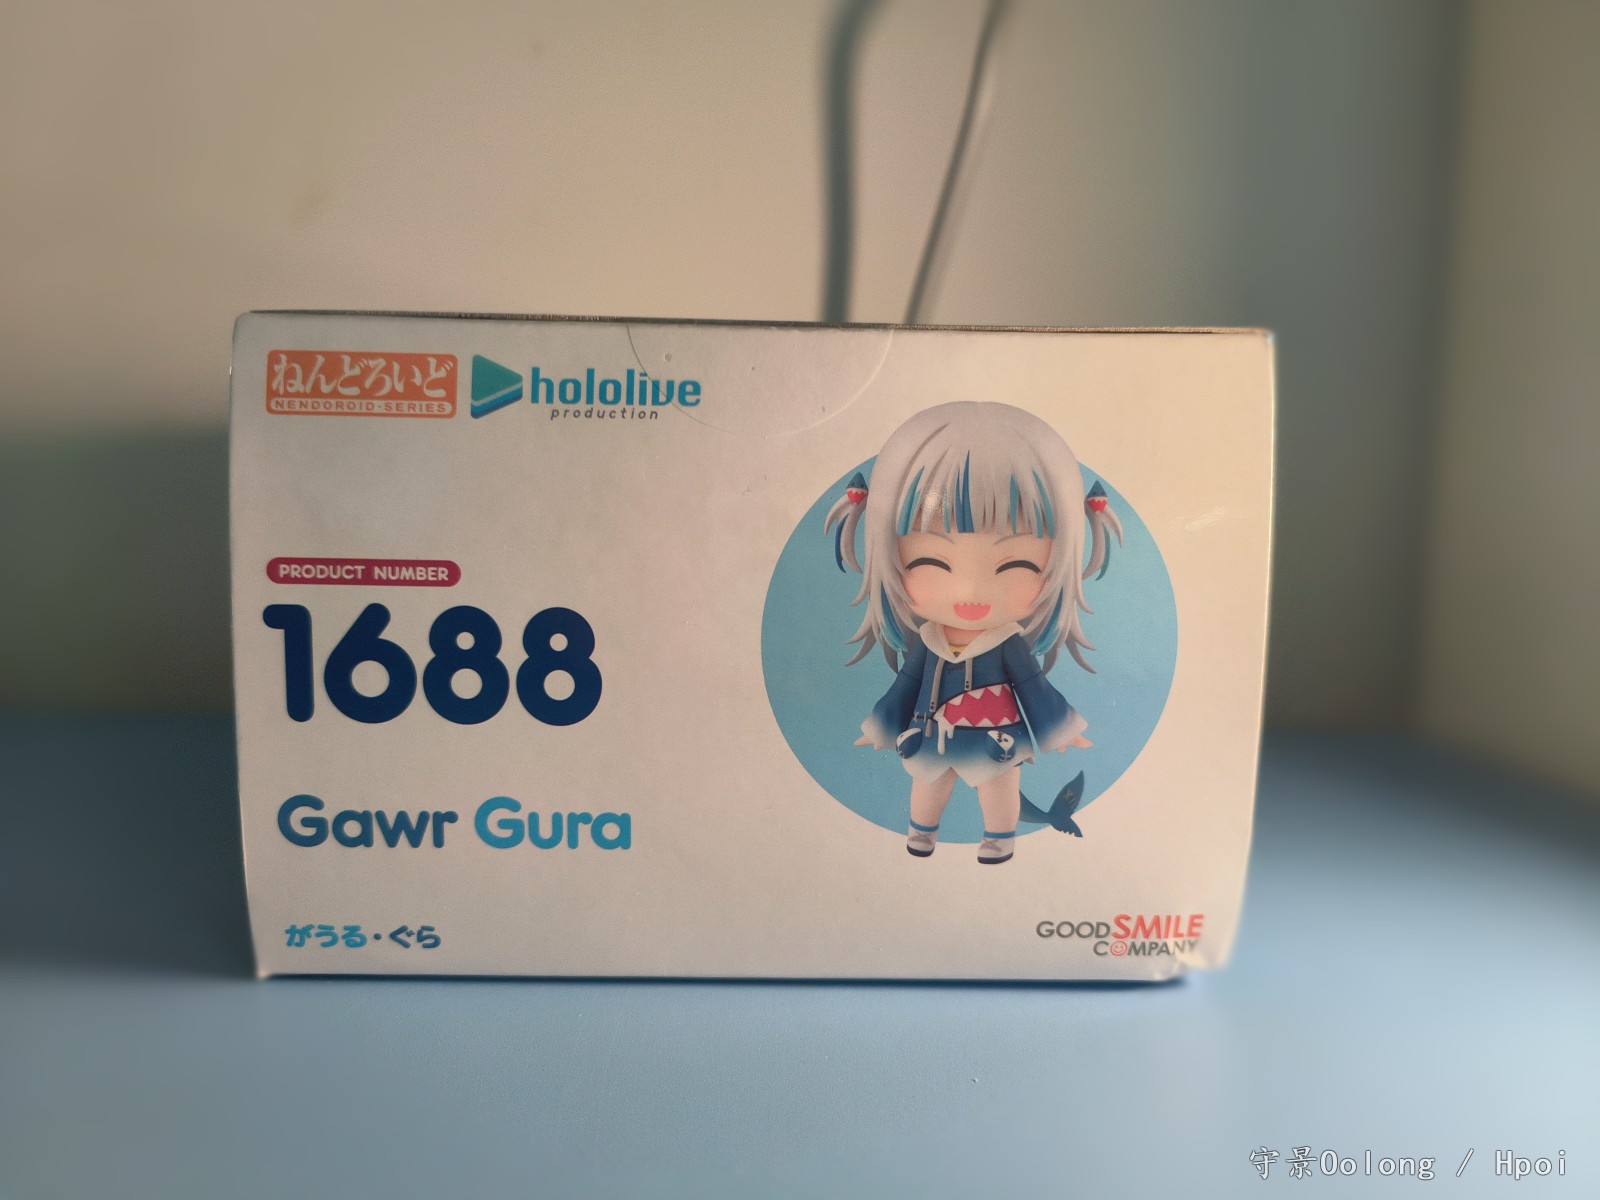 ねんどろいど
NENDOROID-SERIES
hololive
production
PRODUCT NUMBER
1688
Gawr Gura
がうる・ぐら
GOOD SMILE
COMPANY
守景Oolong / Hpoi